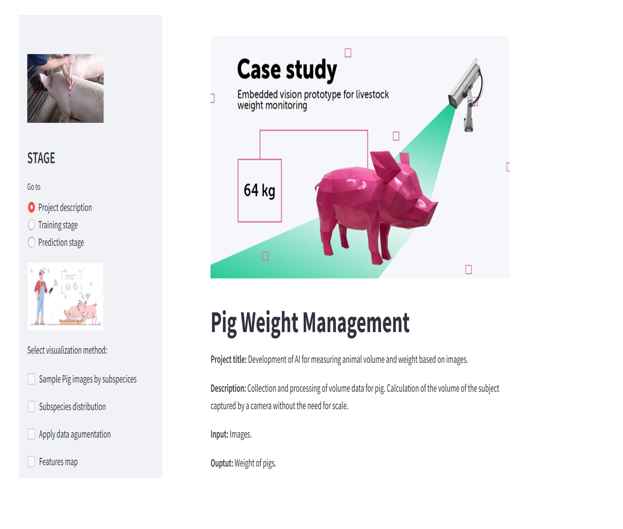 STAGE
Go to
Project description
Training stage
Prediction stage
Select visualization method:
Sample Pig images by subspecices
Subspecies distribution
Apply data agumentation
Features map
Case study
Embedded vision prototype for livestock
weight monitoring
64 kg
Pig Weight Management
Project title: Development of AI for measuring animal volume and weight based on images.
Description: Collection and processing of volume data for pig. Calculation of the volume of the subject
captured by a camera without the need for scale.
Input: Images.
Ouptut: Weight of pigs.